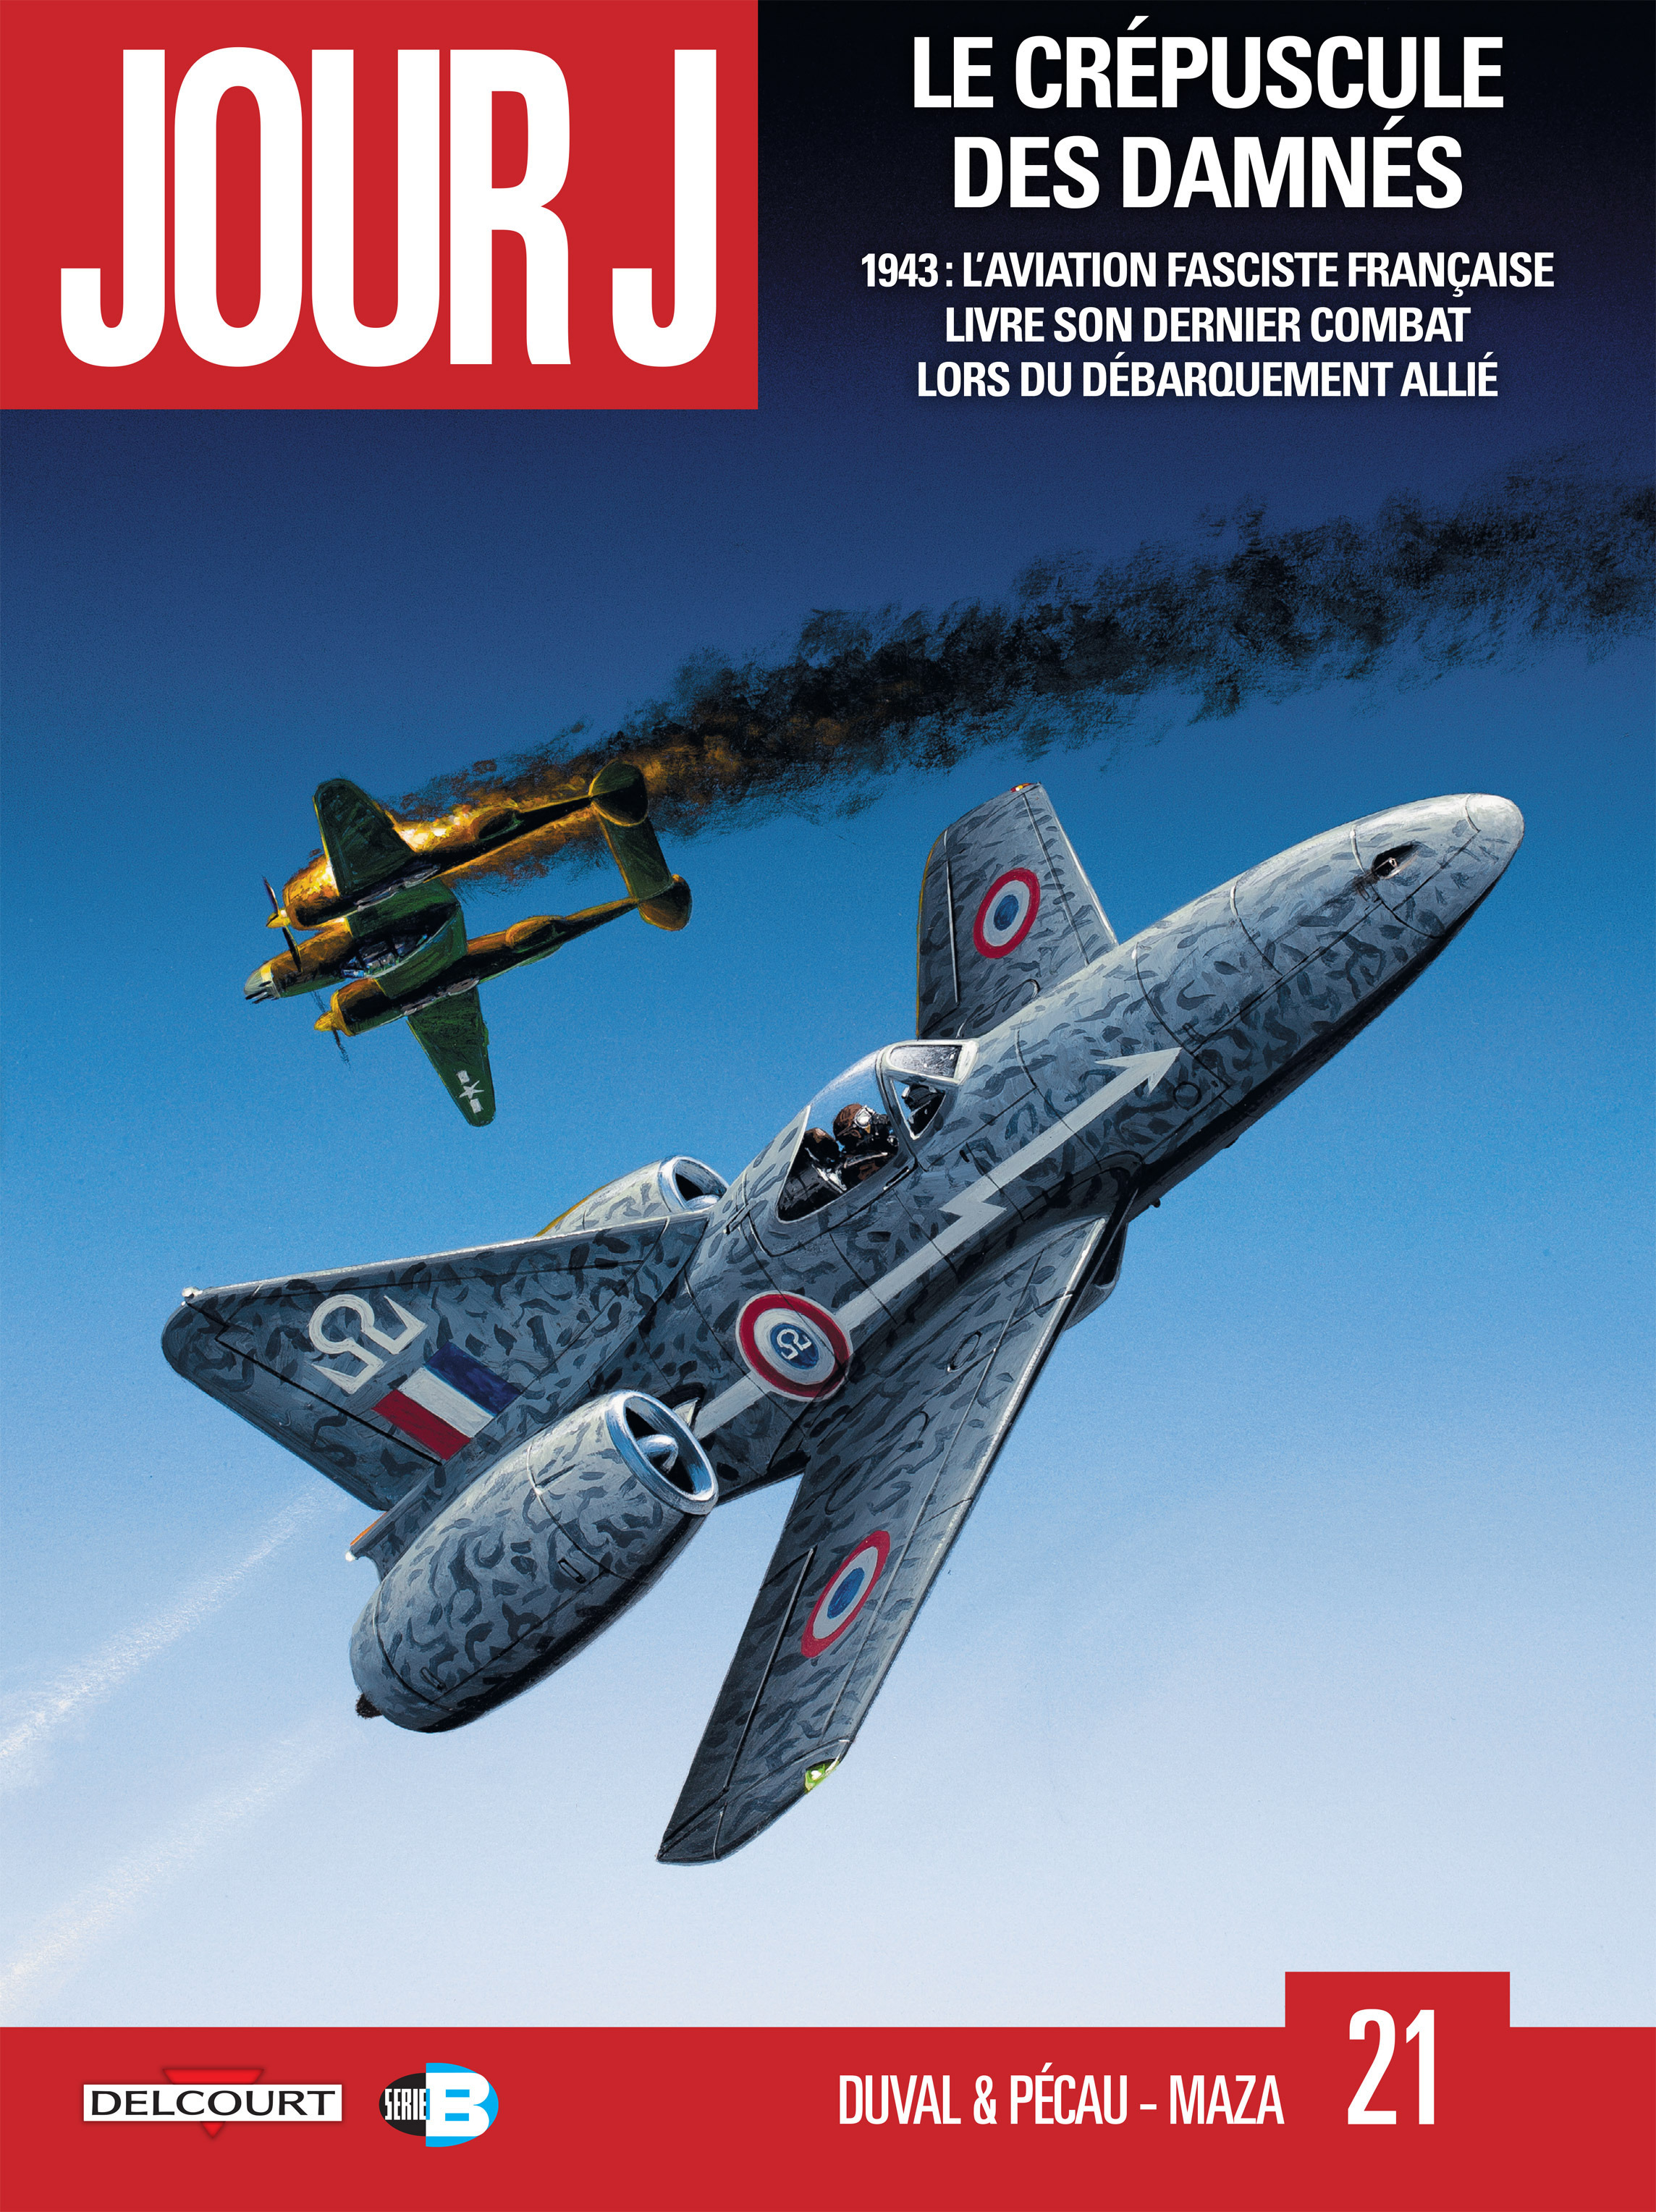 JOUR J
LE CRÉPUSCULE
DES DAMNÉS
1943 : L'AVIATION FASCISTE FRANÇAISE
LIVRE SON DERNIER COMBAT
LORS DU DÉBARQUEMENT ALLIÉ
Ω
Ω
DELCOURT
SERIE B
DUVAL & PÉCAU - MAZA
21